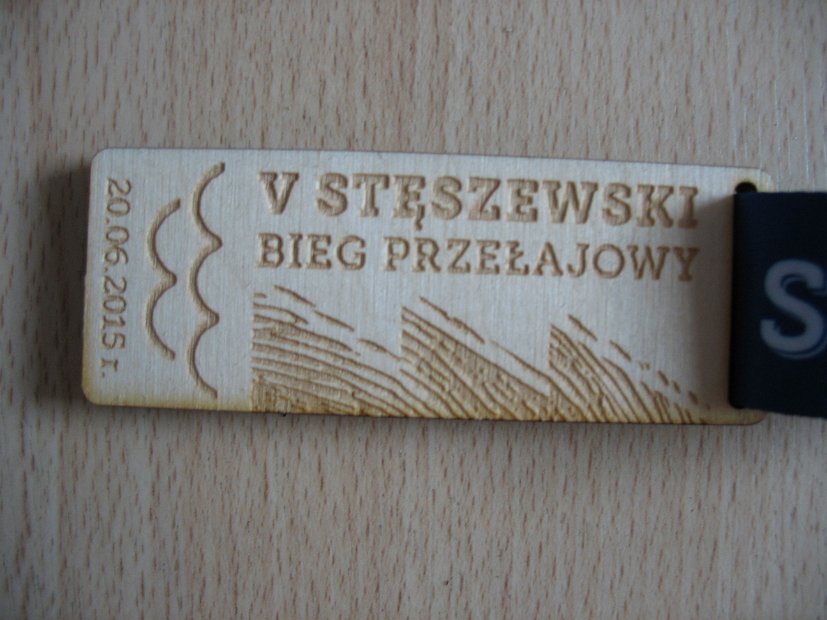 V STĘSZEWSKI
BIEG PRZEŁAJOWY
20.06.2015 r.
S